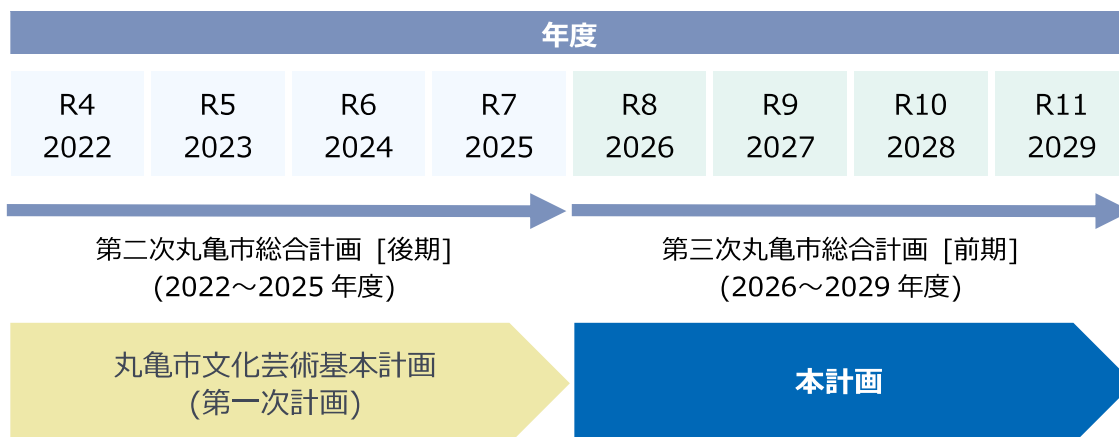 年度
R4 R5 R6 R7 R8 R9 R10 R11
2022 2023 2024 2025 2026 2027 2028 2029
第二次丸亀市総合計画 [後期]
(2022～2025 年度)
第三次丸亀市総合計画 [前期]
(2026～2029 年度)
丸亀市文化芸術基本計画
(第一次計画)
本計画